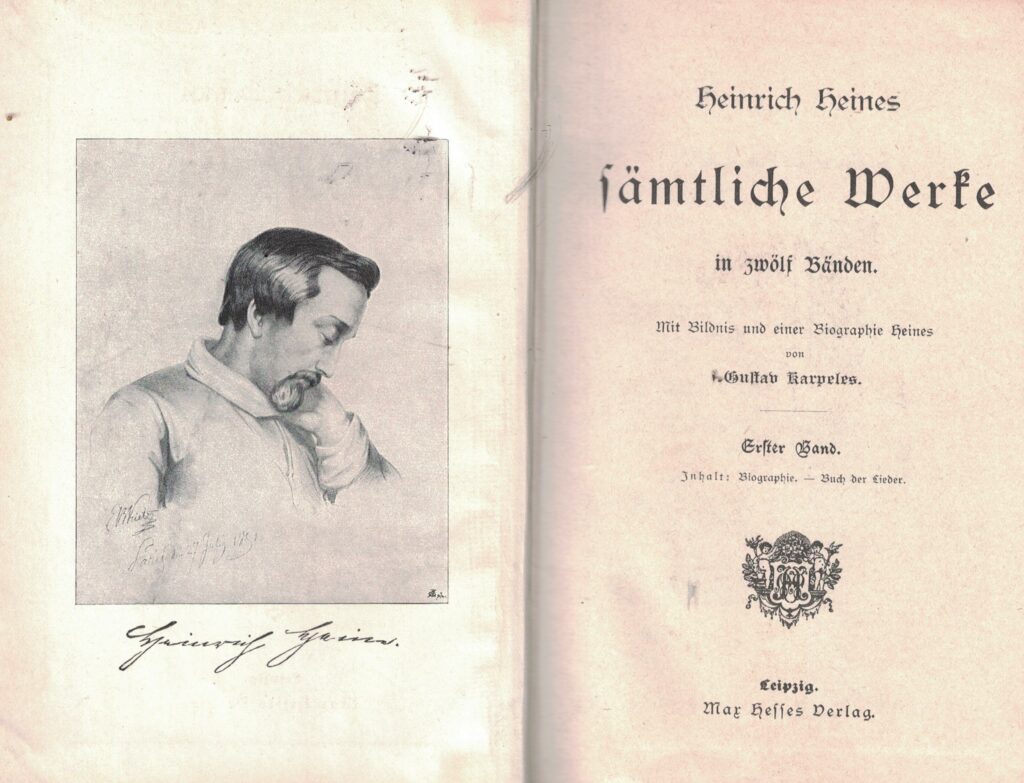 Heinrich Heine.
Heinrich Heines
sämtliche Werke
in zwölf Bänden.
Mit Bildnis und einer Biographie Heines
von
Gustav Karpeles.
Erster Band.
Inhalt: Biographie. — Buch der Lieder.
Leipzig.
Max Hesses Verlag.